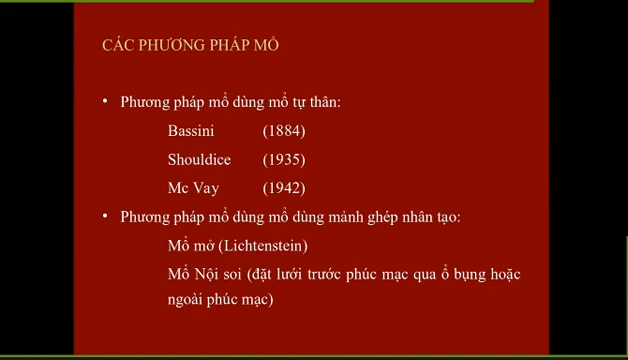 CÁC PHƯƠNG PHÁP MỔ
• Phương pháp mổ dùng mổ tự thân:
Bassini (1884)
Shouldice (1935)
Mc Vay (1942)
• Phương pháp mổ dùng mổ dùng mảnh ghép nhân tạo:
Mổ mở (Lichtenstein)
Mổ Nội soi (đặt lưới trước phúc mạc qua ổ bụng hoặc
ngoài phúc mạc)